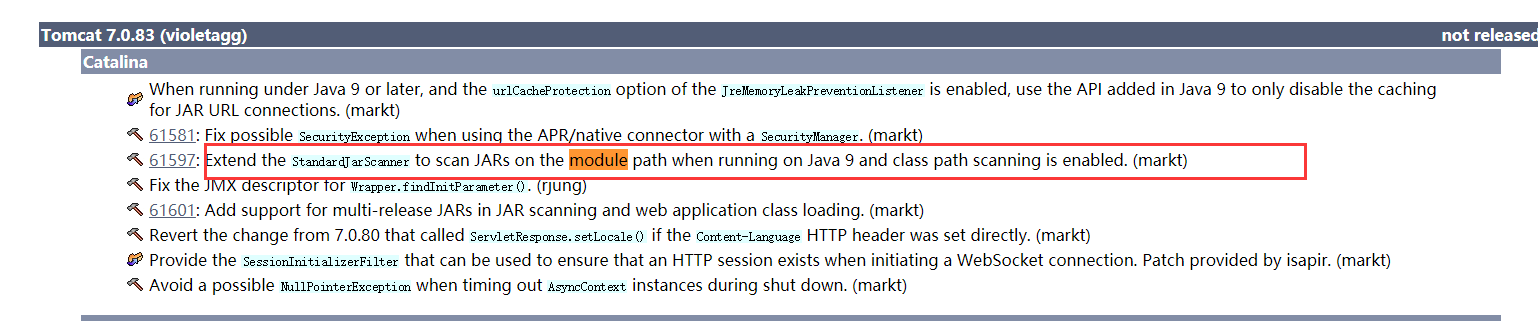 Tomcat 7.0.83 (violetagg) not released
Catalina
When running under Java 9 or later, and the urlCacheProtection option of the JreMemoryLeakPreventionListener is enabled, use the API added in Java 9 to only disable the caching
for JAR URL connections. (markt)
61581: Fix possible SecurityException when using the APR/native connector with a SecurityManager. (markt)
61597: Extend the StandardJarScanner to scan JARs on the module path when running on Java 9 and class path scanning is enabled. (markt)
Fix the JMX descriptor for Wrapper.findInitParameter(). (rjung)
61601: Add support for multi-release JARs in JAR scanning and web application class loading. (markt)
Revert the change from 7.0.80 that called ServletResponse.setLocale() if the Content-Language HTTP header was set directly. (markt)
Provide the SessionInitializerFilter that can be used to ensure that an HTTP session exists when initiating a WebSocket connection. Patch provided by isapir. (markt)
Avoid a possible NullPointerException when timing out AsyncContext instances during shut down. (markt)